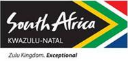 South Africa
KWAZULU-NATAL
Zulu Kingdom. Exceptional